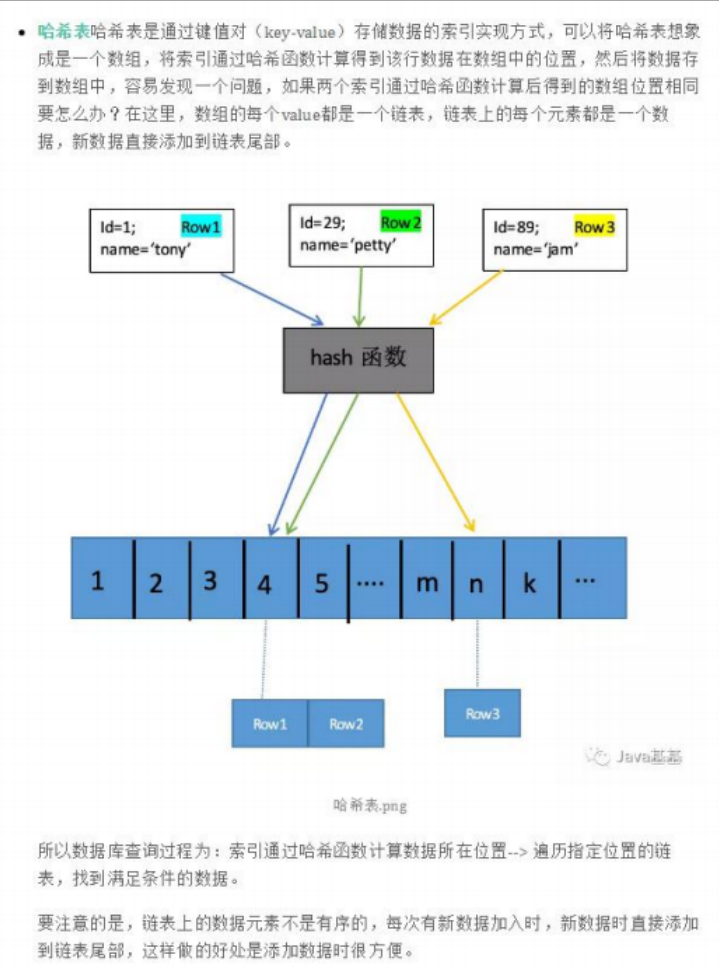 哈希表哈希表是通过键值对（key-value）存储数据的索引实现方式，可以将哈希表想象
成是一个数组，将索引通过哈希函数计算得到该行数据在数组中的位置，然后将数据存
到数组中，容易发现一个问题，如果两个索引通过哈希函数计算后得到的数组位置相同
要怎么办？在这里，数组的每个value都是一个链表，链表上的每个元素都是一个数
据，新数据直接添加到链表尾部。
Id=1; Row1
name='tony'
Id=29; Row2
name='petty'
Id=89; Row3
name='jam'
hash 函数
1 2 3 4 5 .... m n k ...
Row1 Row2
Row3
Java基基
哈希表.png
所以数据库查询过程为：索引通过哈希函数计算数据所在位置--> 遍历指定位置的链
表，找到满足条件的数据。
要注意的是，链表上的数据元素不是有序的，每次有新数据加入时，新数据时直接添加
到链表尾部，这样做的好处是添加数据时很方便。